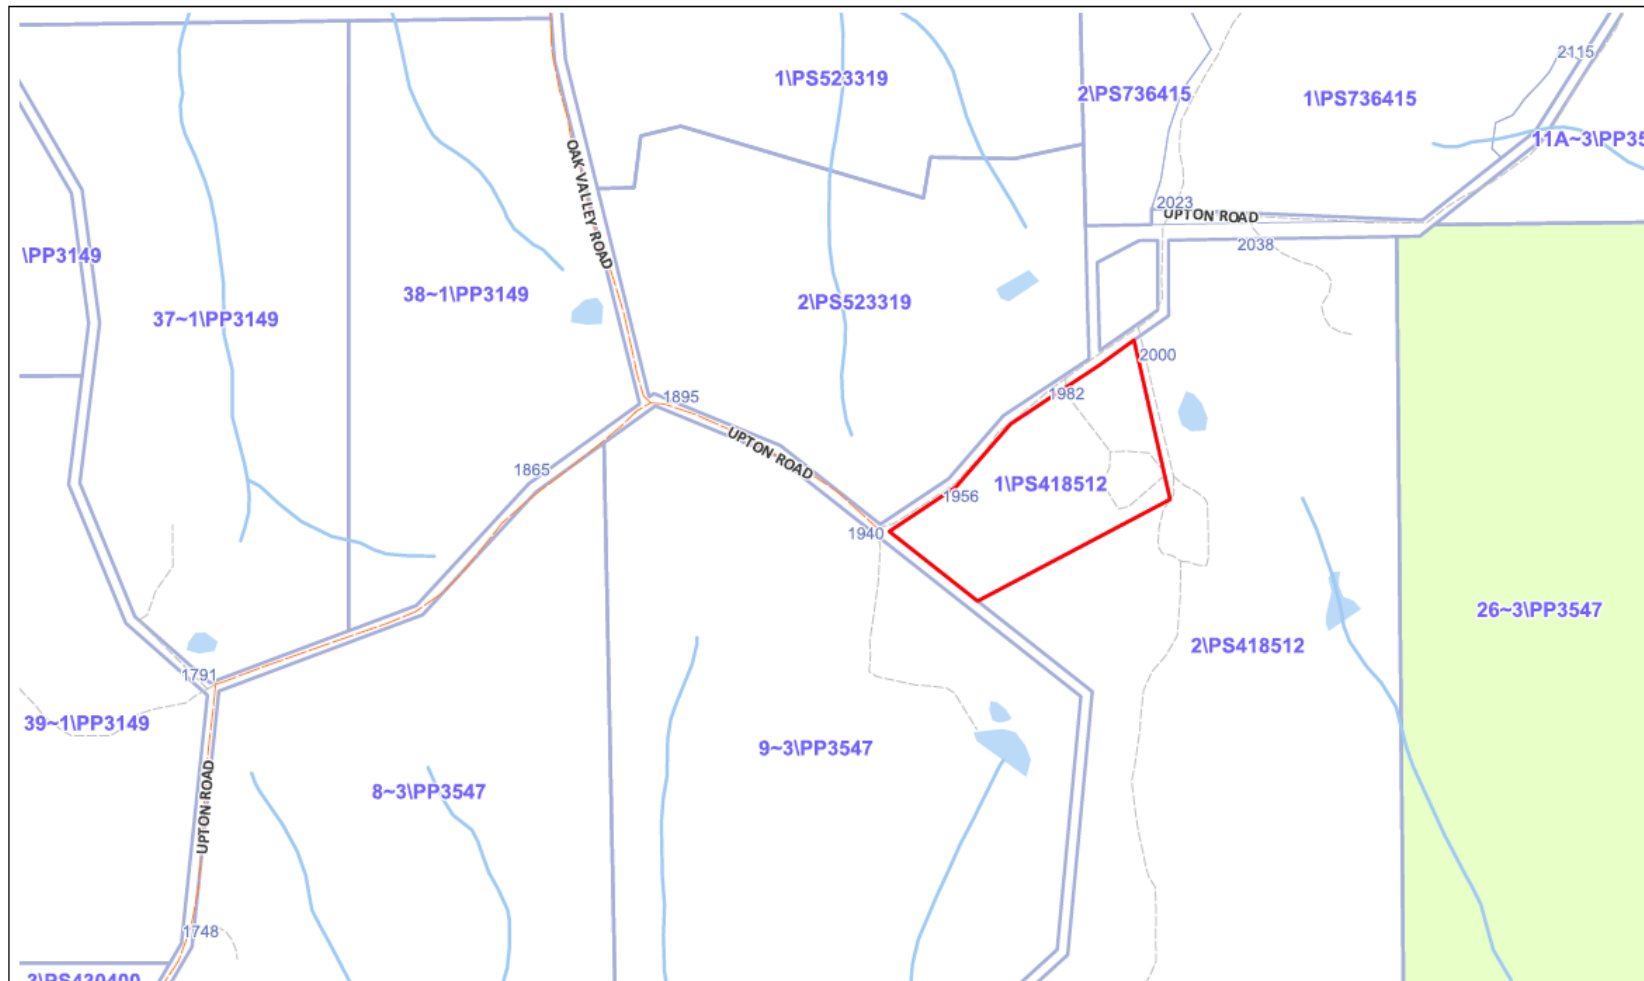 2115
1\PS523319
2\PS736415
1\PS736415
11A~3\PP35
OAK VALLEY ROAD
2023
UPTON ROAD
2038
\PP3149
38~1\PP3149
2\PS523319
37~1\PP3149
2000
1982
1895
UPTON ROAD
1865
1\PS418512
1956
1940
26~3\PP3547
2\PS418512
1791
39~1\PP3149
9~3\PP3547
8~3\PP3547
UPTON ROAD
1748
3\PS430400